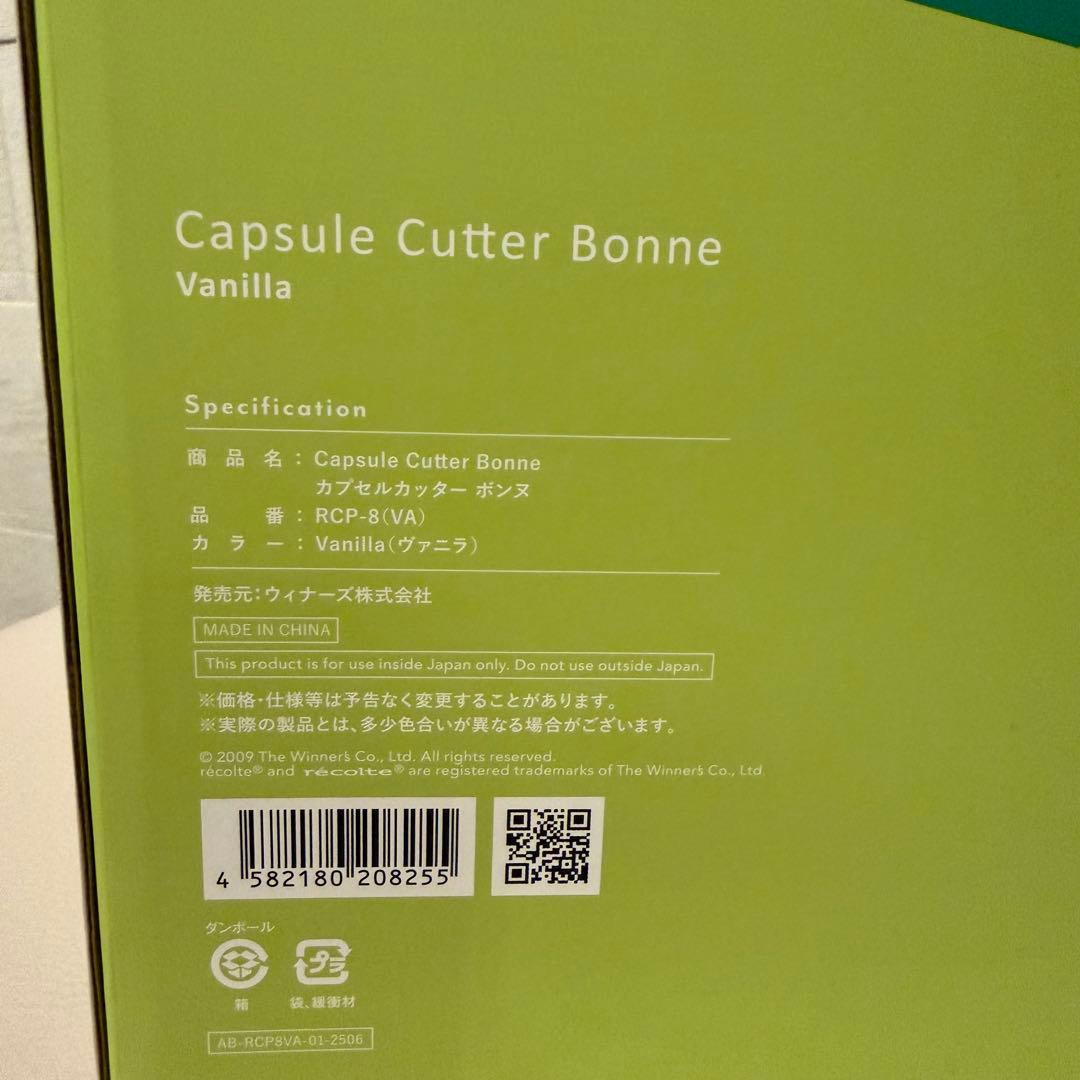 Capsule Cutter Bonne
Vanilla
Specification
商品名：Capsule Cutter Bonne
カプセルカッター ボンヌ
品番：RCP-8(VA)
カラー：Vanilla(ヴァニラ)
発売元：ウィナーズ株式会社
MADE IN CHINA
This product is for use inside Japan only. Do not use outside Japan.
※価格・仕様等は予告なく変更することがあります。
※実際の製品とは、多少色合いが異なる場合がございます。
© 2009 The Winner's Co., Ltd. All rights reserved.
récolte® and récolte® are registered trademarks of The Winner's Co., Ltd
4 582180 208255
ダンボール
プラ
箱 袋、緩衝材
AB-RCP8VA-01-2506